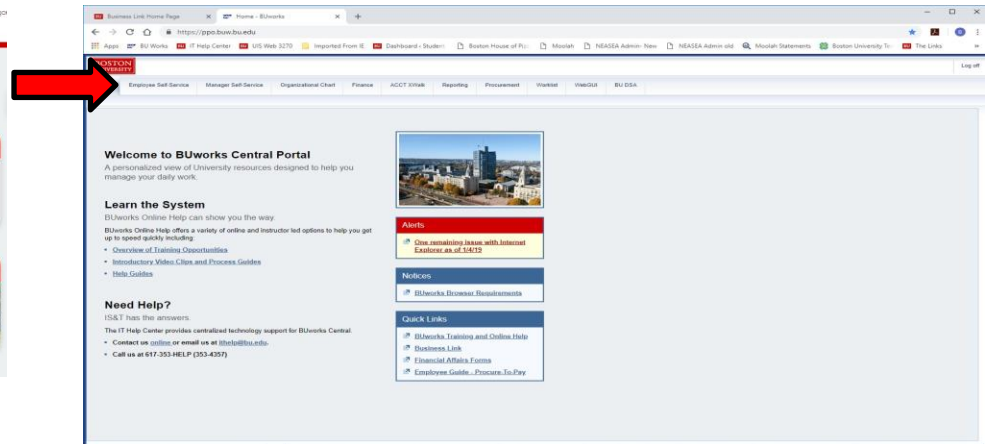 Business Link Home Page
Home - BUworks
https://ppo.buw.bu.edu
Apps BU Works IT Help Center UIS Web 3270 Imported From IE Dashboard ‹ Studen Boston House of Piz Moolah NEASEA Admin- New NEASEA Admin old Moolah Statements Boston University Te The Links »
BOSTON
UNIVERSITY
Log off
Employee Self-Service Manager Self-Service Organizational Chart Finance ACCT XWalk Reporting Procurement Worklist WebGUI BU DSA
Welcome to BUworks Central Portal
A personalized view of University resources designed to help you
manage your daily work.
Learn the System
BUworks Online Help can show you the way.
BUworks Online Help offers a variety of online and instructor led options to help you get
up to speed quickly including:
• Overview of Training Opportunities
• Introductory Video Clips and Process Guides
• Help Guides
Need Help?
IS&T has the answers.
The IT Help Center provides centralized technology support for BUworks Central.
• Contact us online or email us at ithelp@bu.edu.
• Call us at 617-353-HELP (353-4357)
Alerts
One remaining issue with Internet
Explorer as of 1/4/19
Notices
BUworks Browser Requirements
Quick Links
BUworks Training and Online Help
Business Link
Financial Affairs Forms
Employee Guide - Procure-To-Pay